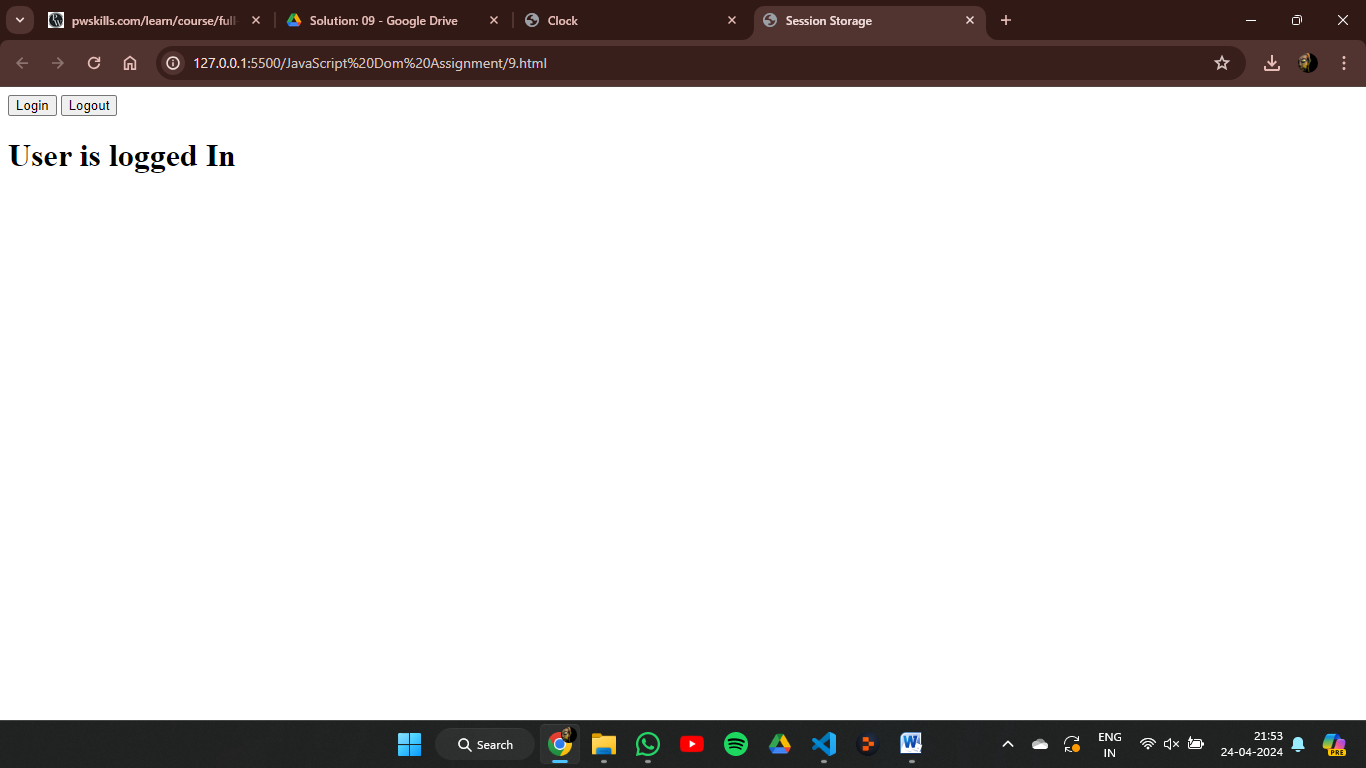 pwskills.com/learn/course/full
Solution: 09 - Google Drive
Clock
Session Storage
127.0.0.1:5500/JavaScript%20Dom%20Assignment/9.html
Login
Logout
User is logged In
Search
ENG
IN
21:53
24-04-2024
PRE